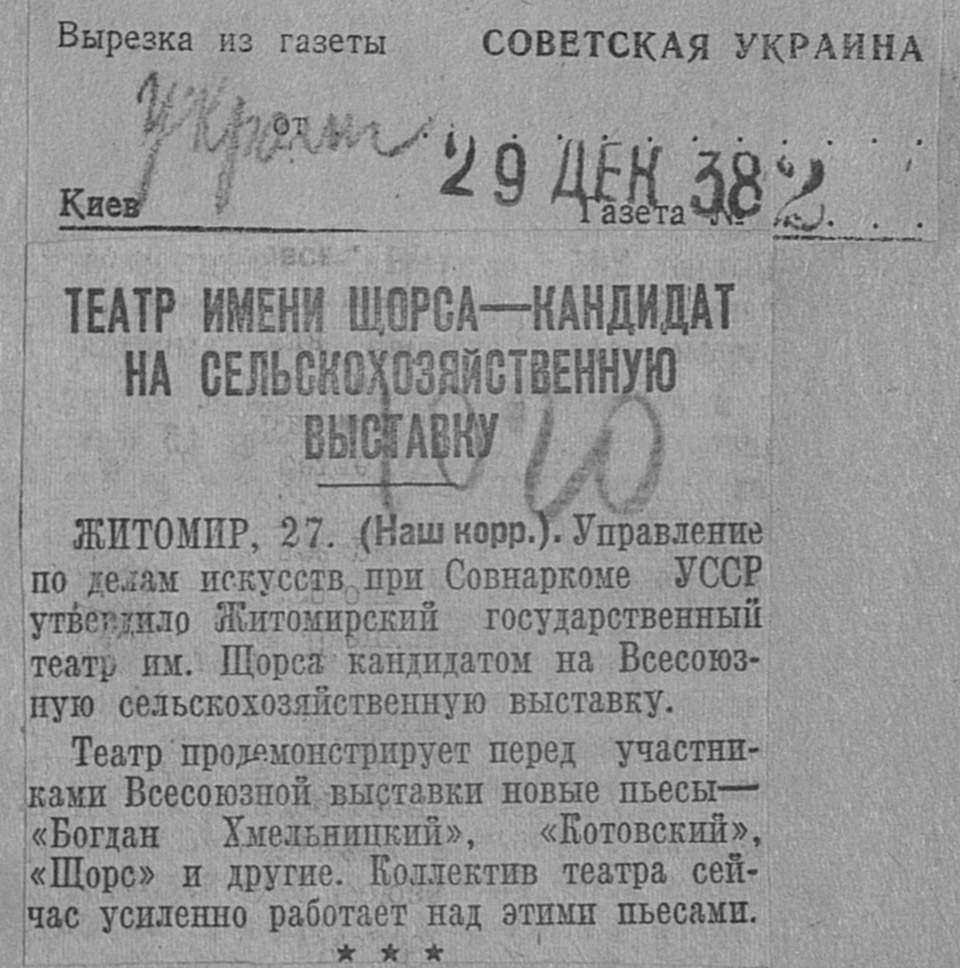 Вырезка из газеты СОВЕТСКАЯ УКРАИНА
от 29 ДЕК 38
Киев Газета №
ТЕАТР ИМЕНИ ЩОРСА—КАНДИДАТ
НА СЕЛЬСКОХОЗЯЙСТВЕННУЮ
ВЫСТАВКУ
ЖИТОМИР, 27. (Наш корр.). Управление
по делам искусств при Совнаркоме УССР
утвердило Житомирский государственный
театр им. Щорса кандидатом на Всесоюз-
ную сельскохозяйственную выставку.
Театр продемонстрирует перед участни-
ками Всесоюзной выставки новые пьесы—
«Богдан Хмельницкий», «Котовский»,
«Щорс» и другие. Коллектив театра сей-
час усиленно работает над этими пьесами.
* * *